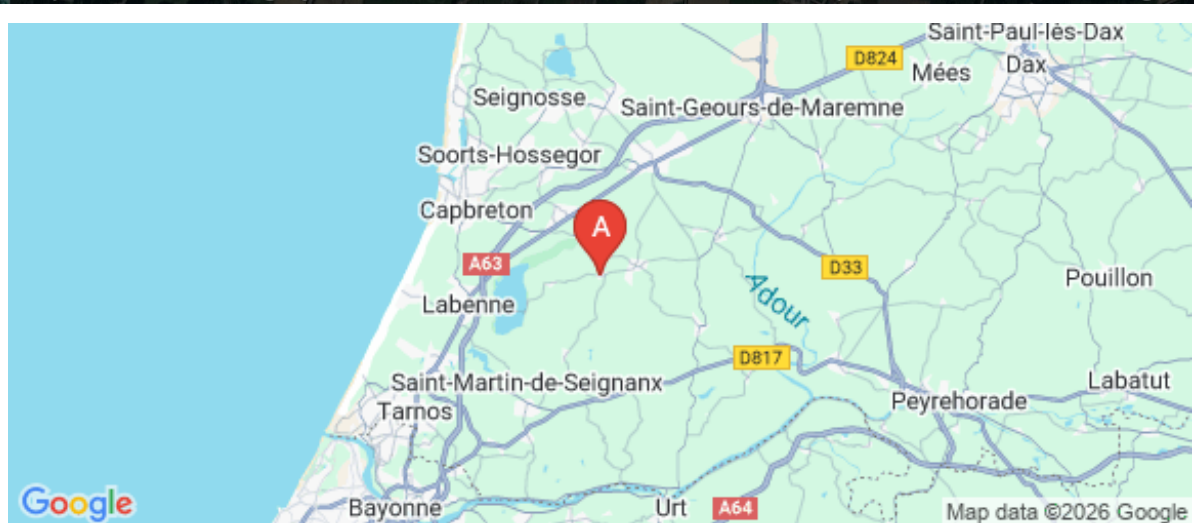 Saint-Paul-lès-Dax
D824
Mées
Dax
Seignosse
Saint-Geours-de-Maremne
Soorts-Hossegor
Capbreton
A
A63
D33
Adour
Pouillon
Labenne
D817
Saint-Martin-de-Seignanx
Labatut
Tarnos
Peyrehorade
Google
Bayonne
Urt
A64
Map data ©2026 Google